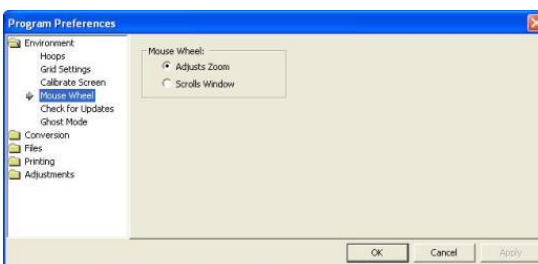 Program Preferences
Environment
Hoops
Grid Settings
Calibrate Screen
Mouse Wheel
Check for Updates
Ghost Mode
Conversion
Files
Printing
Adjustments
Mouse Wheel:
Adjusts Zoom
Scrolls Window
OK
Cancel
Apply